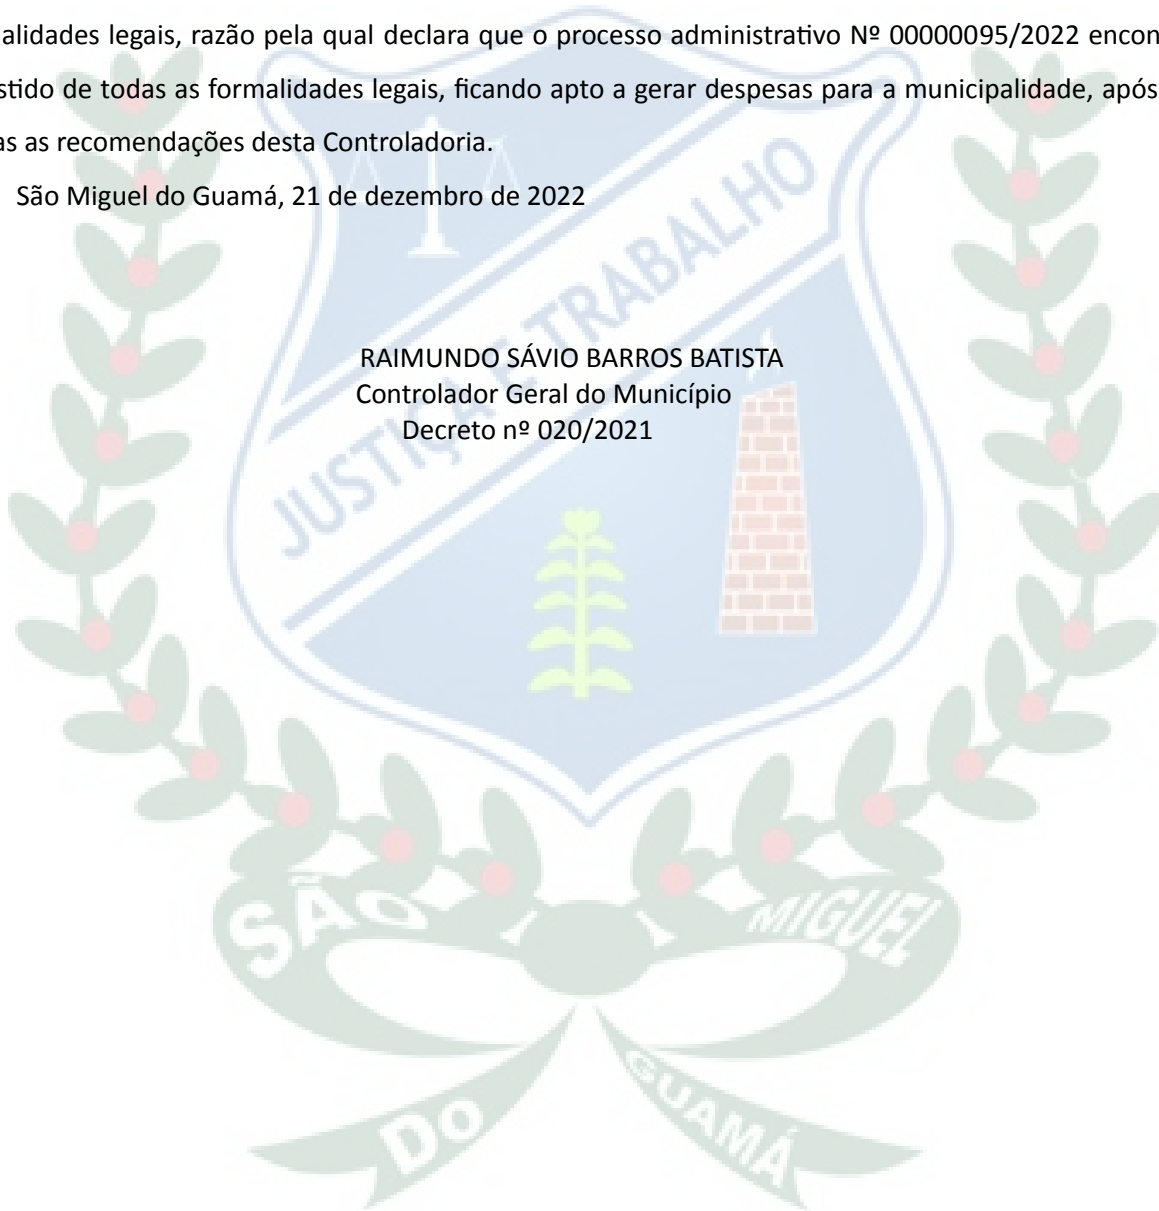 alidades legais, razão pela qual declara que o processo administrativo Nº 00000095/2022 encon
stido de todas as formalidades legais, ficando apto a gerar despesas para a municipalidade, após
as as recomendações desta Controladoria.
São Miguel do Guamá, 21 de dezembro de 2022
RAIMUNDO SÁVIO BARROS BATISTA
Controlador Geral do Município
Decreto nº 020/2021
JUSTIÇA E TRABALHO
SÃO MIGUEL
DO GUAMÁ